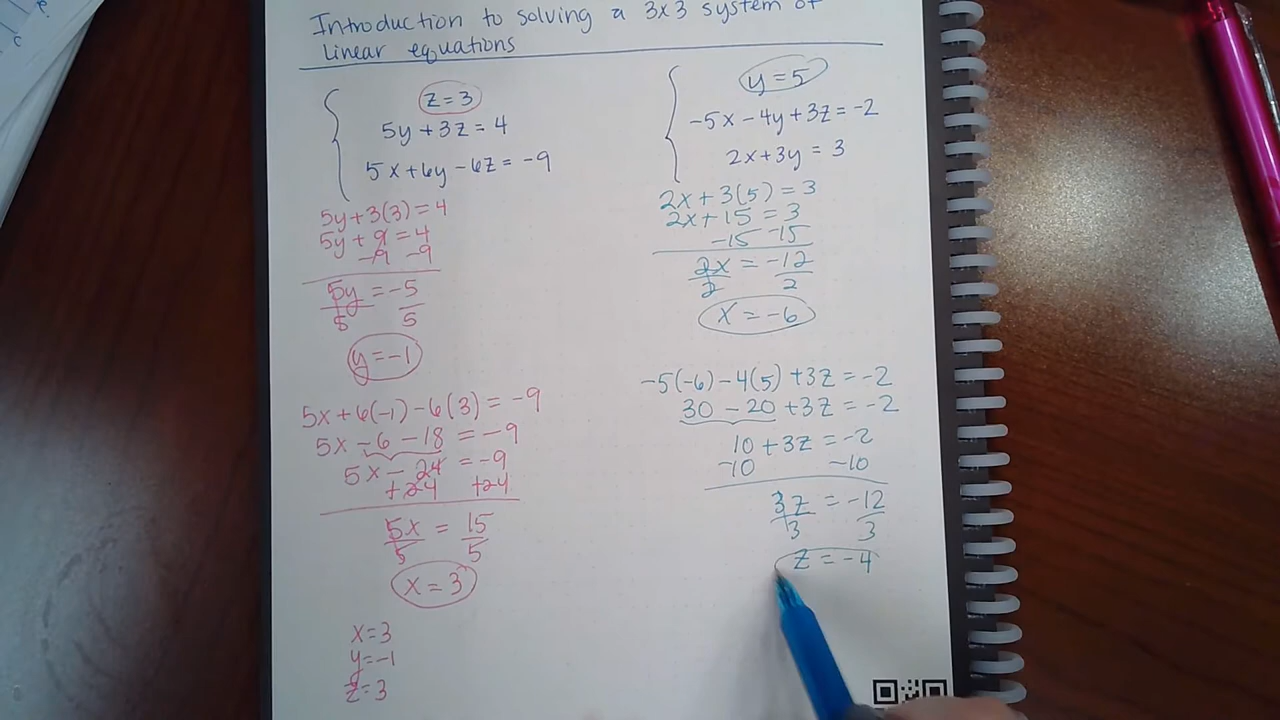 Introduction to solving a 3x3 system of
linear equations
z = 3
5y + 3z = 4
5x + 6y - 6z = -9
5y + 3(3) = 4
5y + 9 = 4
-9 -9
5y = -5
5 5
y = -1
5x + 6(-1) - 6(3) = -9
5x - 6 - 18 = -9
5x - 24 = -9
+24 +24
5x = 15
5 5
x = 3
x = 3
y = -1
z = 3
y = 5
-5x - 4y + 3z = -2
2x + 3y = 3
2x + 3(5) = 3
2x + 15 = 3
-15 -15
2x = -12
2 2
x = -6
-5(-6) - 4(5) + 3z = -2
30 - 20 + 3z = -2
10 + 3z = -2
-10 -10
3z = -12
3 3
z = -4